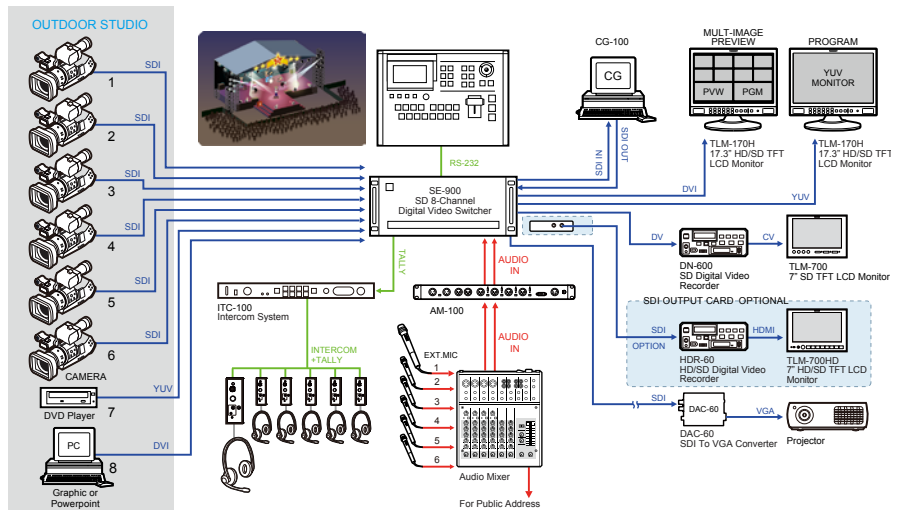 OUTDOOR STUDIO
SDI
1
SDI
2
SDI
3
SDI
4
SDI
5
SDI
6
CAMERA
YUV
7
DVD Player
PC
DVI
8
Graphic or
Powerpoint
RS-232
SE-900
SD 8-Channel
Digital Video Switcher
TALLY
ITC-100
Intercom System
INTERCOM
+TALLY
AUDIO
IN
AM-100
AUDIO
IN
EXT.MIC
1
2
3
4
5
6
Audio Mixer
For Public Address
CG-100
CG
SDI IN
SDI OUT
MULT-IMAGE
PREVIEW
PVW
PGM
TLM-170H
17.3" HD/SD TFT
LCD Monitor
DVI
PROGRAM
YUV
MONITOR
TLM-170H
17.3" HD/SD TFT
LCD Monitor
YUV
DV
CV
DN-600
SD Digital Video
Recorder
TLM-700
7" SD TFT LCD Monitor
SDI OUTPUT CARD OPTIONAL
SDI
OPTION
HDMI
HDR-60
HD/SD Digital Video
Recorder
TLM-700HD
7" HD/SD TFT LCD
Monitor
SDI
DAC-60
VGA
DAC-60
SDI To VGA Converter
Projector